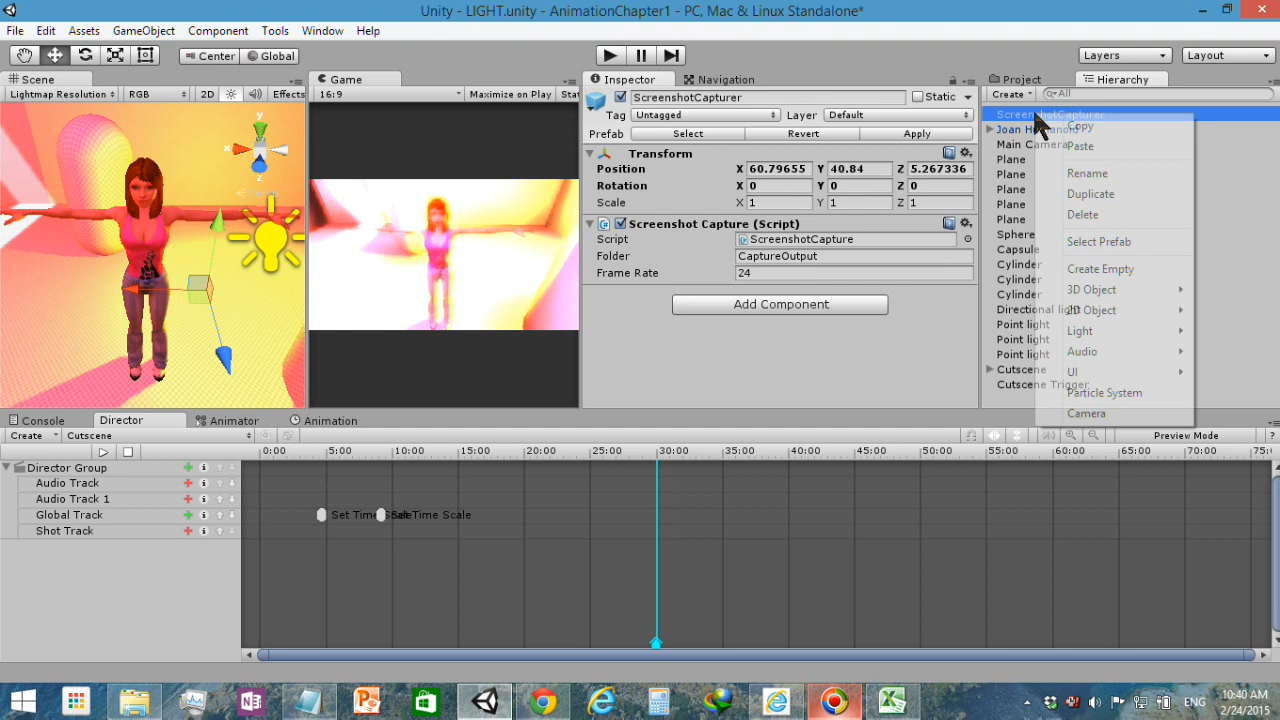 Unity - LIGHT.unity - AnimationChapter1 - PC, Mac & Linux Standalone*
File Edit Assets GameObject Component Tools Window Help
Center Global Layers Layout
Scene Game Inspector Navigation Project Hierarchy
Lightmap Resolution RGB 2D Effects 16:9 Maximize on Play Create All
ScreenshotCapturer Static
Tag Untagged Layer Default
Prefab Select Revert Apply
Transform
Position X 60.79655 Y 40.84 Z 5.267336
Rotation X 0 Y 0 Z 0
Scale X 1 Y 1 Z 1
Screenshot Capture (Script)
Script ScreenshotCapture
Folder CaptureOutput
Frame Rate 24
Add Component
y
x
z
ScreenshotCapturer
Joan
Main Camera
Plane
Plane
Plane
Plane
Plane
Sphere
Capsule
Cylinder
Cylinder
Cylinder
Directional light
Point light
Point light
Point light
Cutscene
Cutscene Trigger
Copy
Paste
Rename
Duplicate
Delete
Select Prefab
Create Empty
3D Object
2D Object
Light
Audio
UI
Particle System
Camera
Console Director Animator Animation
Create Cutscene Preview Mode ?
0:00 5:00 10:00 15:00 20:00 25:00 30:00 35:00 40:00 45:00 50:00 55:00 60:00 65:00 70:00 75:
Director Group
Audio Track
Audio Track 1
Global Track Set Time Scale Set Time Scale
Shot Track
ENG
10:40 AM
2/24/2015